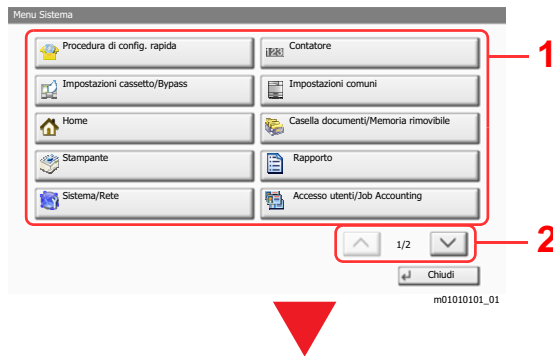 Menu Sistema
Procedura di config. rapida
Contatore
Impostazioni cassetto/Bypass
Impostazioni comuni
Home
Casella documenti/Memoria rimovibile
Stampante
Rapporto
Sistema/Rete
Accesso utenti/Job Accounting
1
1/2
2
Chiudi
m01010101_01